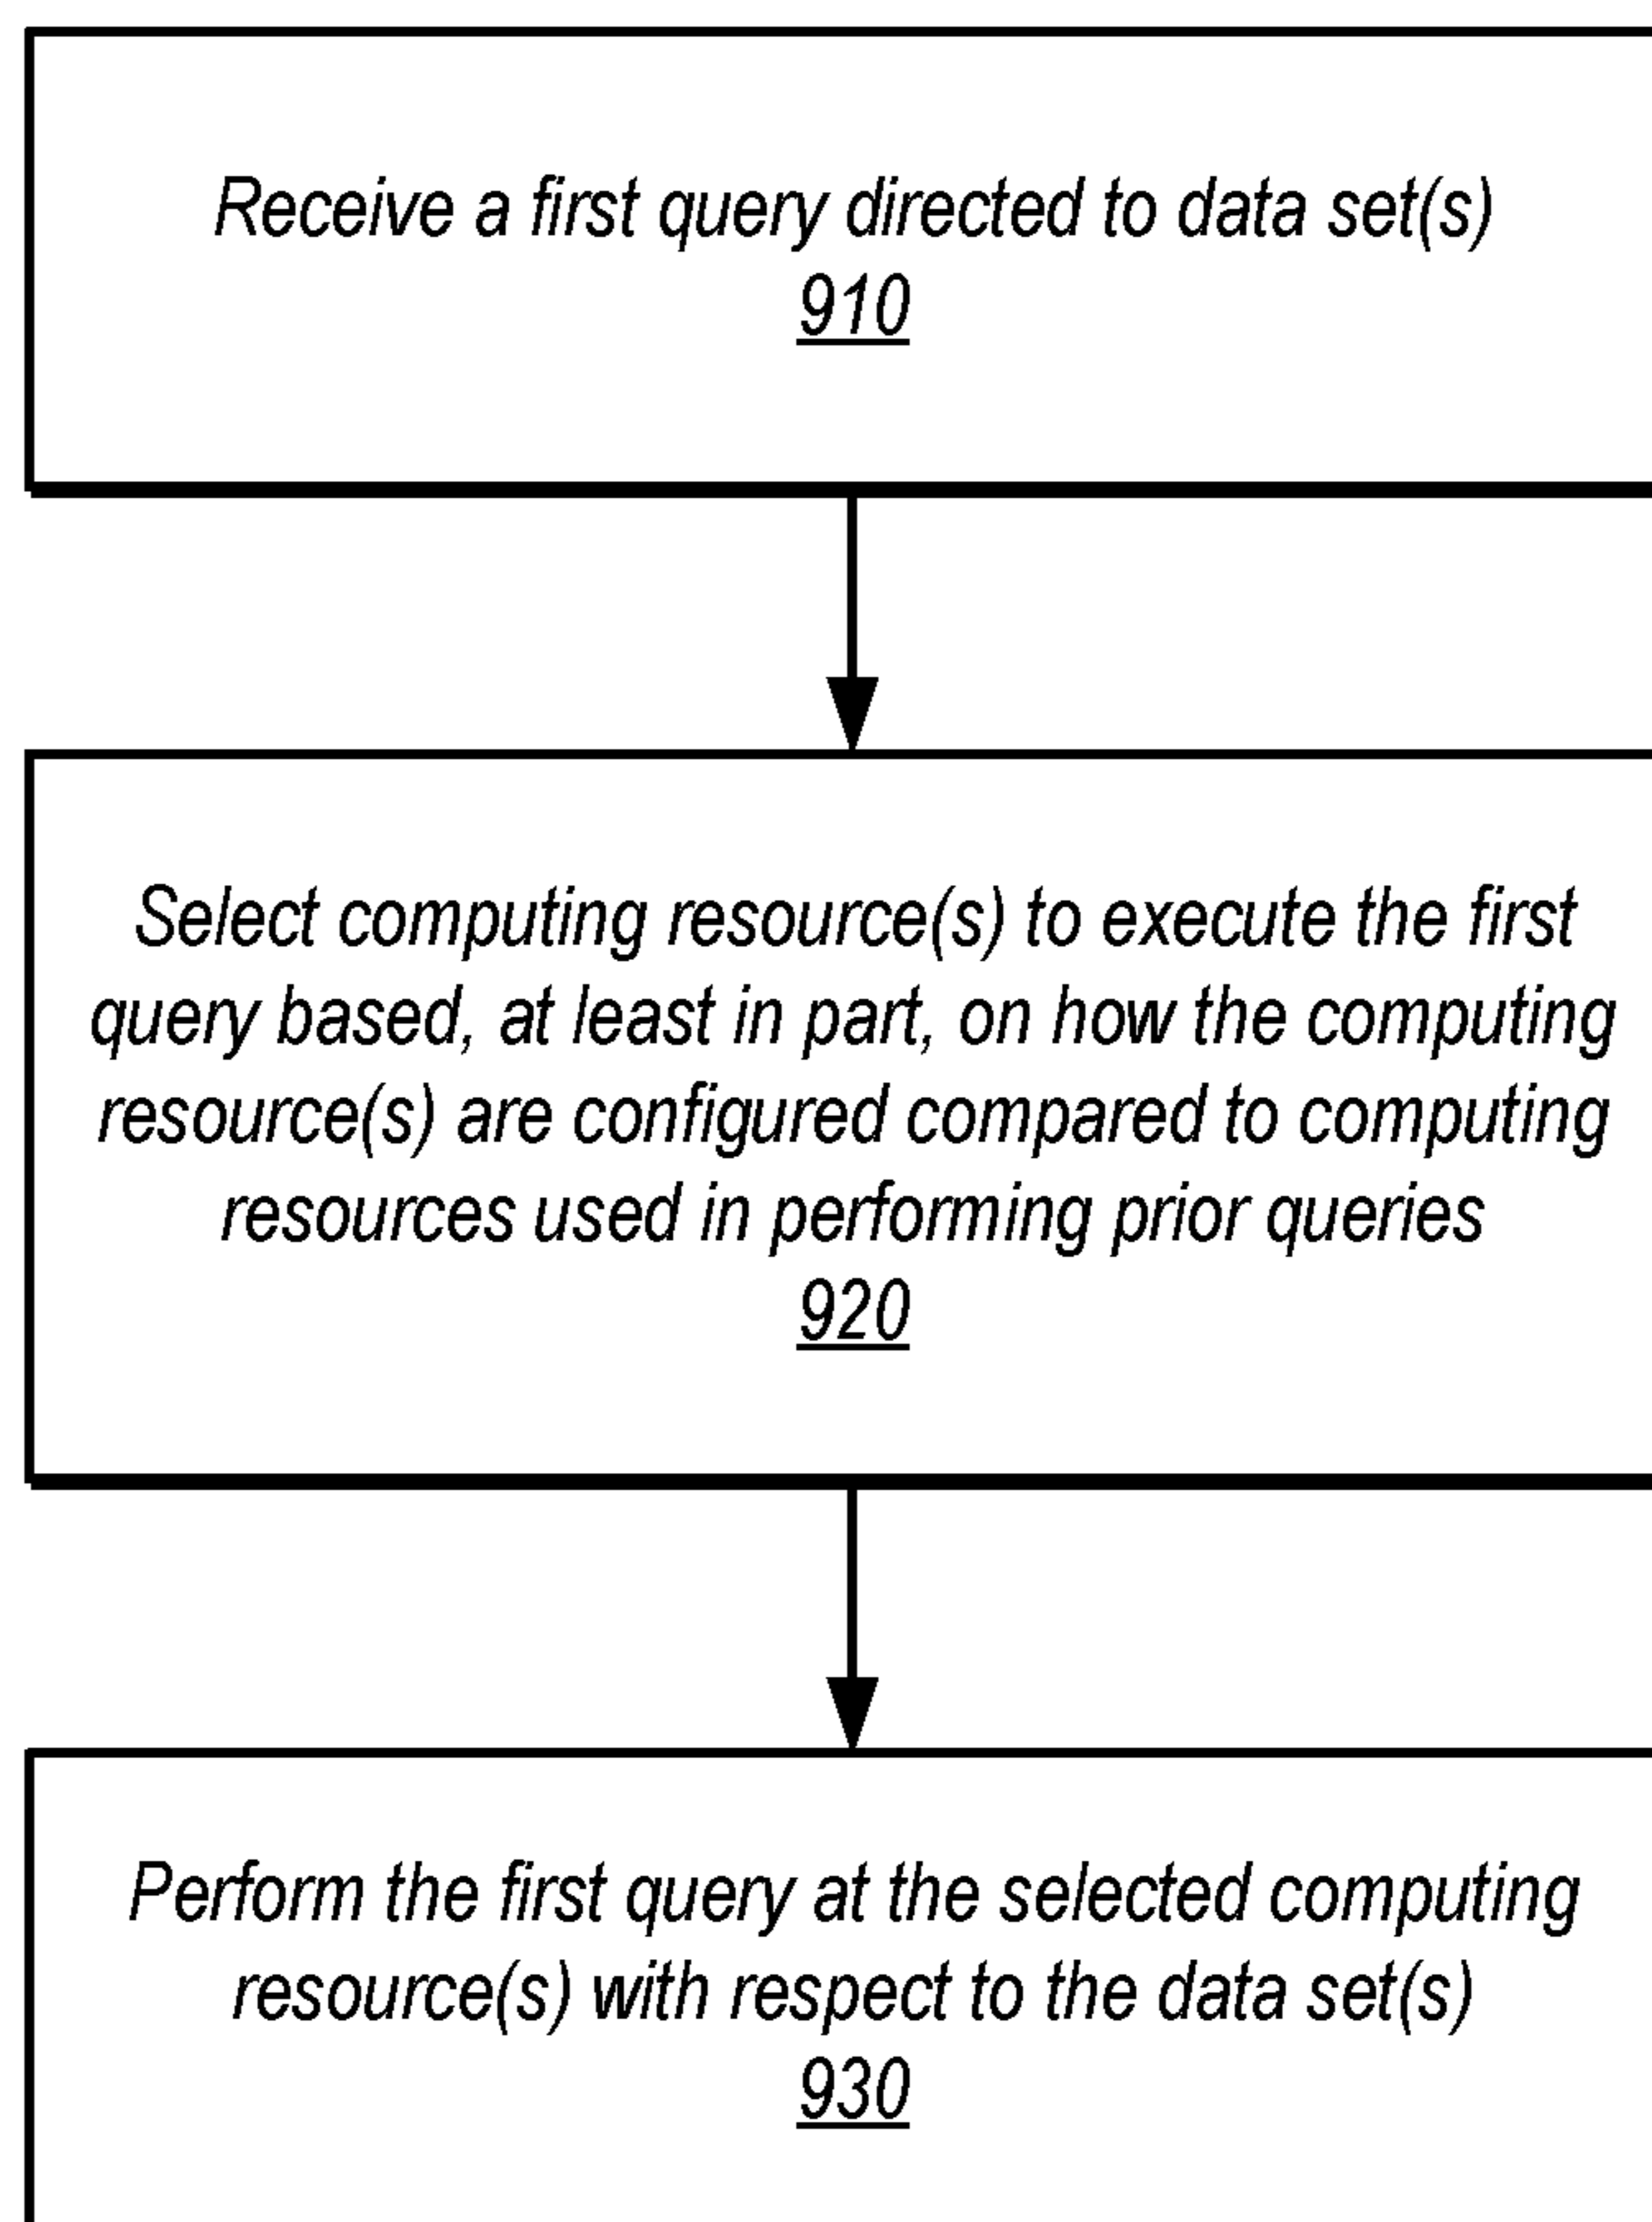 Receive a first query directed to data set(s)
910
Select computing resource(s) to execute the first
query based, at least in part, on how the computing
resource(s) are configured compared to computing
resources used in performing prior queries
920
Perform the first query at the selected computing
resource(s) with respect to the data set(s)
930